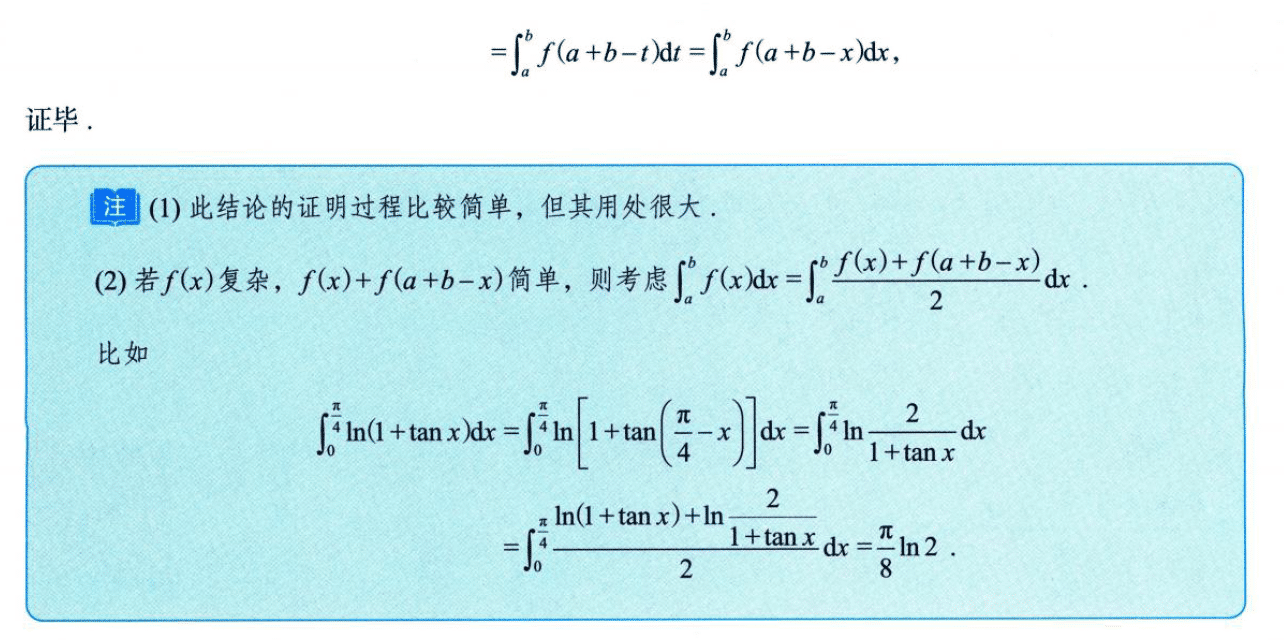 $=\int_a^b f(a+b-t)\mathrm{d}t=\int_a^b f(a+b-x)\mathrm{d}x,$
证毕 .
注 (1) 此结论的证明过程比较简单，但其用处很大 .
(2) 若 $f(x)$ 复杂，$f(x)+f(a+b-x)$ 简单，则考虑 $\int_a^b f(x)\mathrm{d}x=\int_a^b \frac{f(x)+f(a+b-x)}{2}\mathrm{d}x$ .
比如
$\int_0^{\frac{\pi}{4}}\ln(1+\tan x)\mathrm{d}x=\int_0^{\frac{\pi}{4}}\ln\left[1+\tan\left(\frac{\pi}{4}-x\right)\right]\mathrm{d}x=\int_0^{\frac{\pi}{4}}\ln\frac{2}{1+\tan x}\mathrm{d}x$
$=\int_0^{\frac{\pi}{4}}\frac{\ln(1+\tan x)+\ln\frac{2}{1+\tan x}}{2}\mathrm{d}x=\frac{\pi}{8}\ln 2$ .